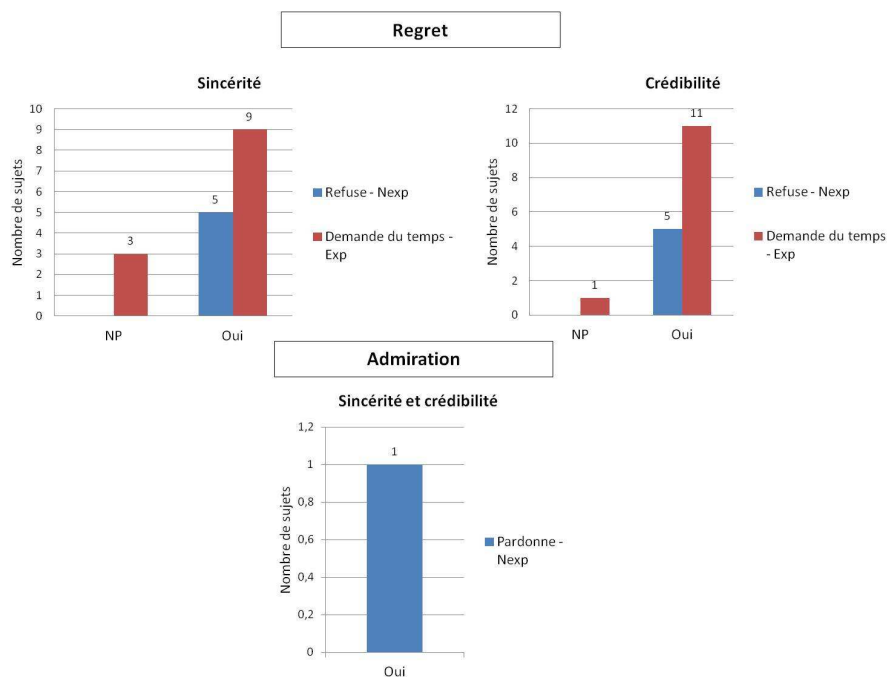 Regret
Sincérité
Nombre de sujets
10
9
8
7
6
5
4
3
2
1
0
3
5
9
NP
Oui
Refuse - Nexp
Demande du temps -
Exp
Crédibilité
Nombre de sujets
12
10
8
6
4
2
0
1
5
11
NP
Oui
Refuse - Nexp
Demande du temps
- Exp
Admiration
Sincérité et crédibilité
Nombre de sujets
1,2
1
0,8
0,6
0,4
0,2
0
1
Oui
Pardonne -
Nexp